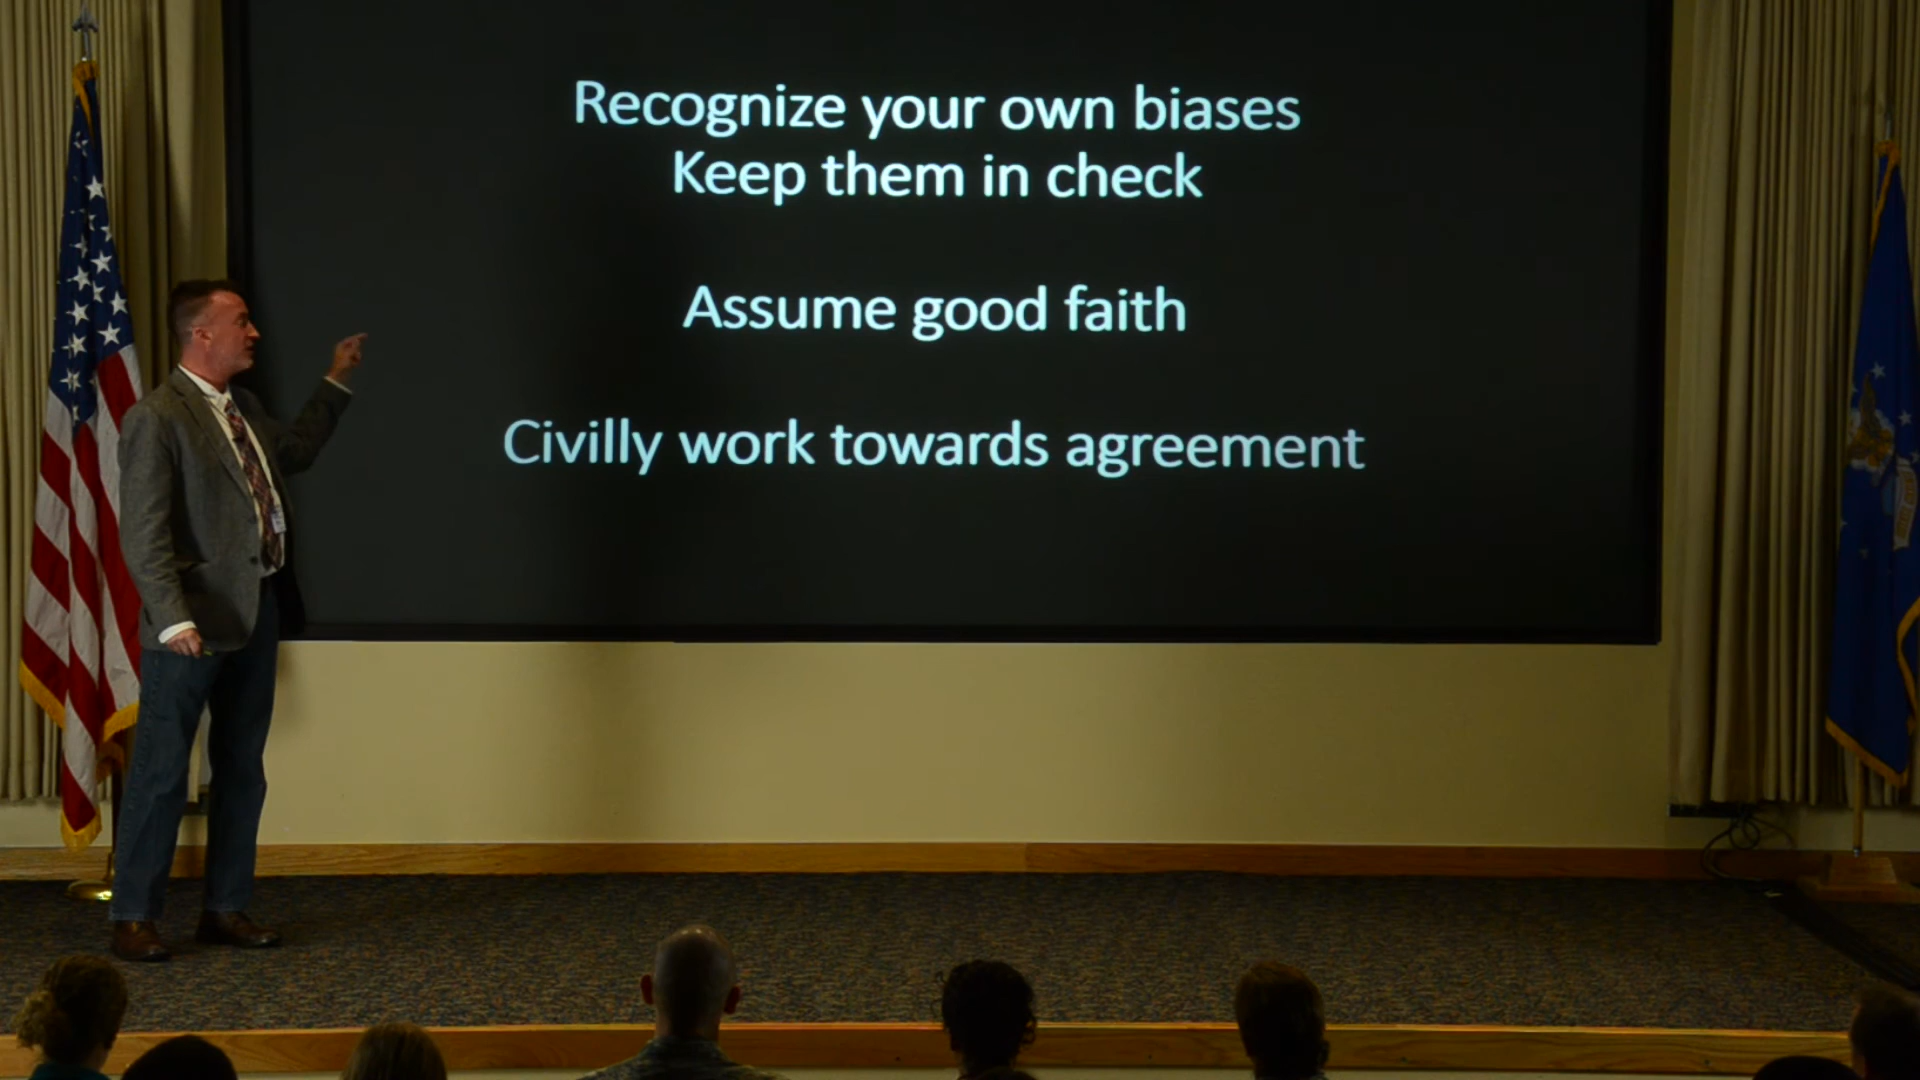 Recognize your own biases
Keep them in check
Assume good faith
Civilly work towards agreement